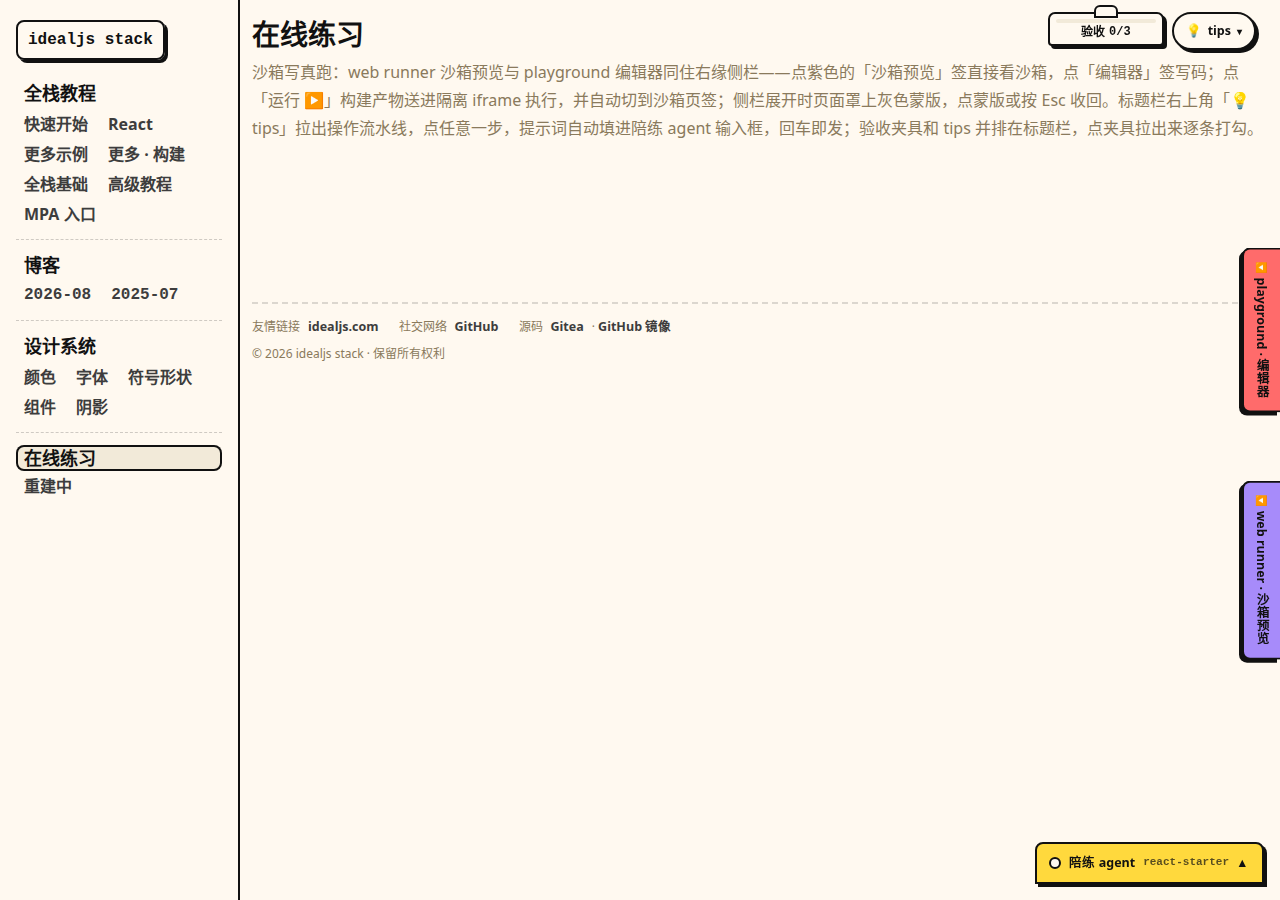 idealjs stack
全栈教程
快速开始 React
更多示例 更多 · 构建
全栈基础 高级教程
MPA 入口
博客
2026-08 2025-07
设计系统
颜色 字体 符号形状
组件 阴影
在线练习
重建中
在线练习
验收 0/3
💡 tips ▾
沙箱写真跑：web runner 沙箱预览与 playground 编辑器同住右缘侧栏——点紫色的「沙箱预览」签直接看沙箱，点「编辑器」签写码；点
「运行 ▶️」构建产物送进隔离 iframe 执行，并自动切到沙箱页签；侧栏展开时页面罩上灰色蒙版，点蒙版或按 Esc 收回。标题栏右上角「💡
tips」拉出操作流水线，点任意一步，提示词自动填进陪练 agent 输入框，回车即发；验收夹具和 tips 并排在标题栏，点夹具拉出来逐条打勾。
友情链接 idealjs.com 社交网络 GitHub 源码 Gitea · GitHub 镜像
© 2026 idealjs stack · 保留所有权利
◀️ playground · 编辑器
◀️ web runner · 沙箱预览
陪练 agent react-starter ▲